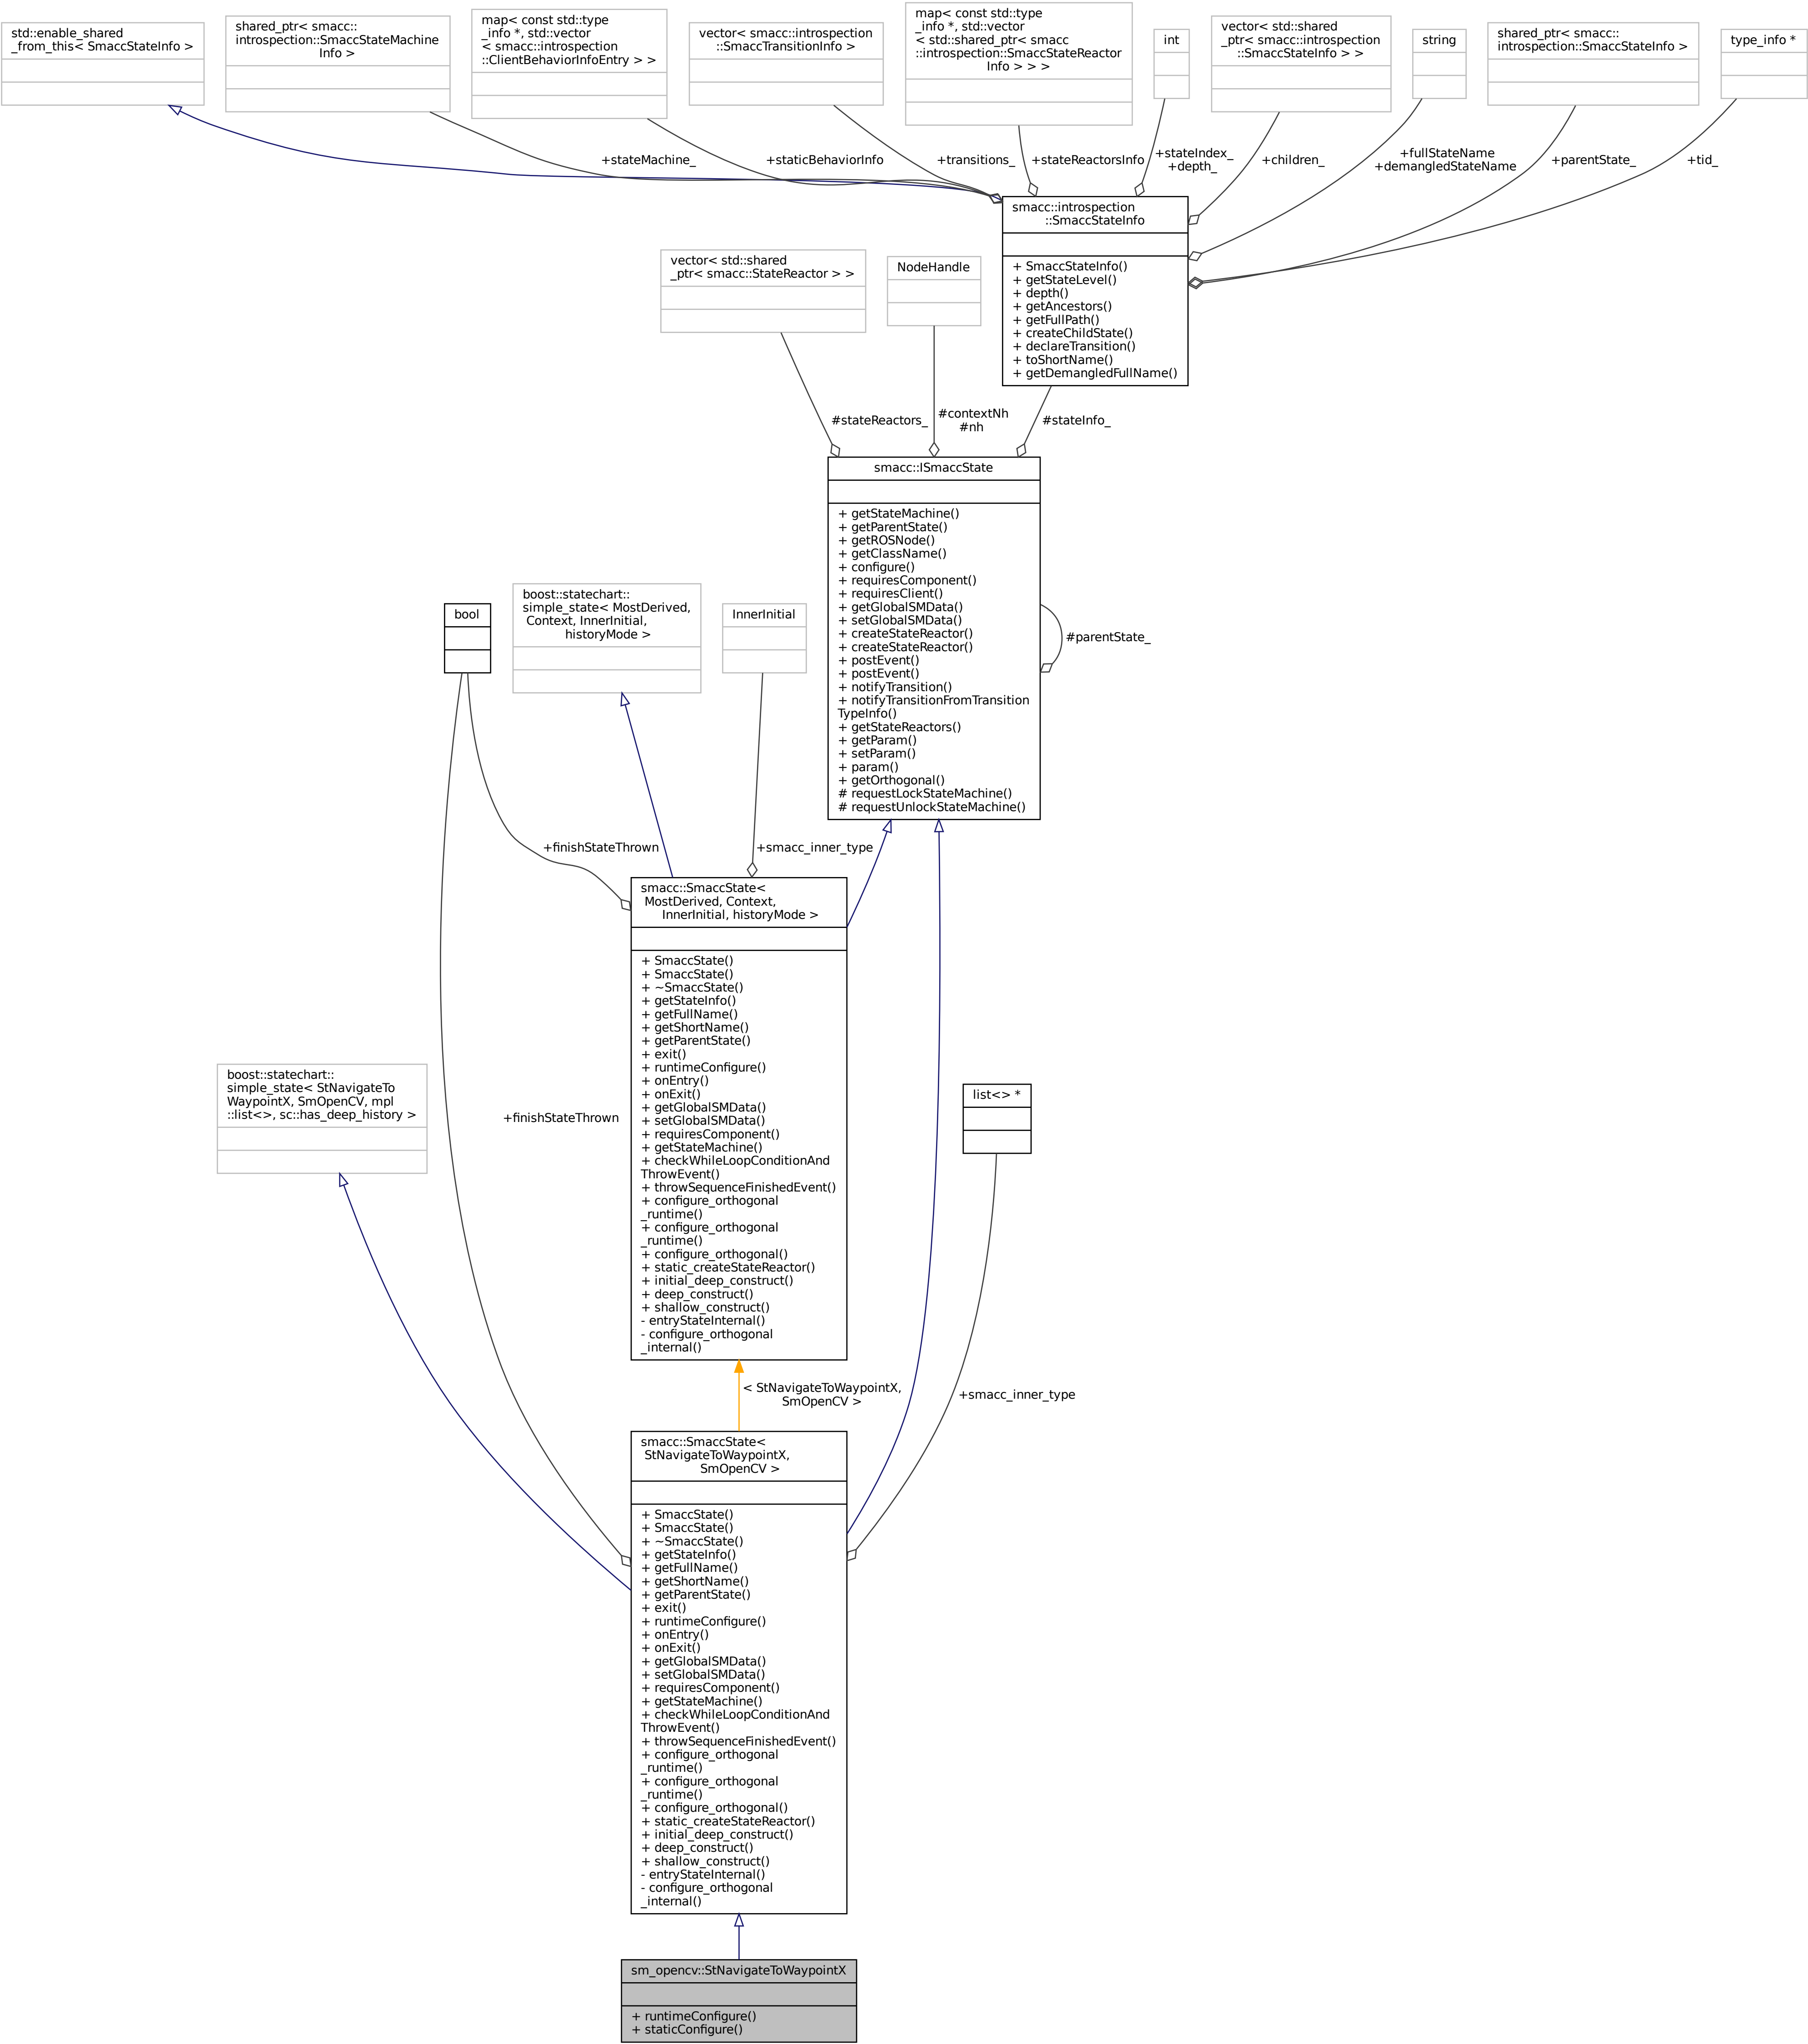 std::enable_shared
_from_this< SmaccStateInfo >
shared_ptr< smacc::
introspection::SmaccStateMachine
Info >
map< const std::type
_info *, std::vector
< smacc::introspection
::ClientBehaviorInfoEntry > >
vector< smacc::introspection
::SmaccTransitionInfo >
map< const std::type
_info *, std::vector
< std::shared_ptr< smacc
::introspection::SmaccStateReactor
Info > > >
int
vector< std::shared
_ptr< smacc::introspection
::SmaccStateInfo > >
string
shared_ptr< smacc::
introspection::SmaccStateInfo >
type_info *
+stateMachine_
+staticBehaviorInfo
+transitions_
+stateReactorsInfo
+stateIndex_
+depth_
+children_
+fullStateName
+demangledStateName
+parentState_
+tid_
smacc::introspection
::SmaccStateInfo
+ SmaccStateInfo()
+ getStateLevel()
+ depth()
+ getAncestors()
+ getFullPath()
+ createChildState()
+ declareTransition()
+ toShortName()
+ getDemangledFullName()
vector< std::shared
_ptr< smacc::StateReactor > >
NodeHandle
#stateReactors_
#contextNh
#nh
#stateInfo_
smacc::ISmaccState
+ getStateMachine()
+ getParentState()
+ getROSNode()
+ getClassName()
+ configure()
+ requiresComponent()
+ requiresClient()
+ getGlobalSMData()
+ setGlobalSMData()
+ createStateReactor()
+ createStateReactor()
+ postEvent()
+ postEvent()
+ notifyTransition()
+ notifyTransitionFromTransition
TypeInfo()
+ getStateReactors()
+ getParam()
+ setParam()
+ param()
+ getOrthogonal()
# requestLockStateMachine()
# requestUnlockStateMachine()
#parentState_
bool
boost::statechart::
simple_state< MostDerived,
Context, InnerInitial,
historyMode >
InnerInitial
+finishStateThrown
+smacc_inner_type
smacc::SmaccState<
MostDerived, Context,
InnerInitial, historyMode >
+ SmaccState()
+ SmaccState()
+ ~SmaccState()
+ getStateInfo()
+ getFullName()
+ getShortName()
+ getParentState()
+ exit()
+ runtimeConfigure()
+ onEntry()
+ onExit()
+ getGlobalSMData()
+ setGlobalSMData()
+ requiresComponent()
+ getStateMachine()
+ checkWhileLoopConditionAnd
ThrowEvent()
+ throwSequenceFinishedEvent()
+ configure_orthogonal
_runtime()
+ configure_orthogonal
_runtime()
+ configure_orthogonal()
+ static_createStateReactor()
+ initial_deep_construct()
+ deep_construct()
+ shallow_construct()
- entryStateInternal()
- configure_orthogonal
_internal()
boost::statechart::
simple_state< StNavigateTo
WaypointX, SmOpenCV, mpl
::list<>, sc::has_deep_history >
+finishStateThrown
list<> *
< StNavigateToWaypointX,
SmOpenCV >
+smacc_inner_type
smacc::SmaccState<
StNavigateToWaypointX,
SmOpenCV >
+ SmaccState()
+ SmaccState()
+ ~SmaccState()
+ getStateInfo()
+ getFullName()
+ getShortName()
+ getParentState()
+ exit()
+ runtimeConfigure()
+ onEntry()
+ onExit()
+ getGlobalSMData()
+ setGlobalSMData()
+ requiresComponent()
+ getStateMachine()
+ checkWhileLoopConditionAnd
ThrowEvent()
+ throwSequenceFinishedEvent()
+ configure_orthogonal
_runtime()
+ configure_orthogonal
_runtime()
+ configure_orthogonal()
+ static_createStateReactor()
+ initial_deep_construct()
+ deep_construct()
+ shallow_construct()
- entryStateInternal()
- configure_orthogonal
_internal()
sm_opencv::StNavigateToWaypointX
+ runtimeConfigure()
+ staticConfigure()